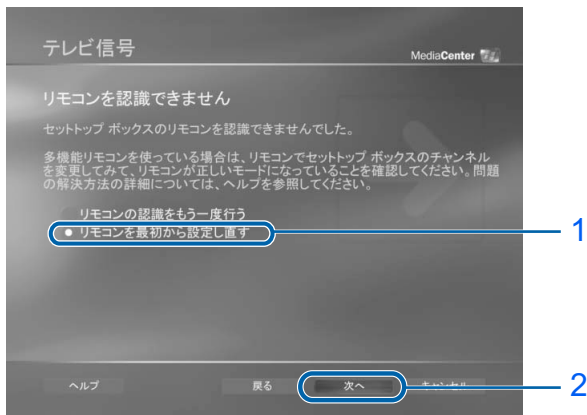 テレビ信号
MediaCenter
リモコンを認識できません
セットトップ ボックスのリモコンを認識できませんでした。
多機能リモコンを使っている場合は、リモコンでセットトップ ボックスのチャンネル
を変更してみて、リモコンが正しいモードになっていることを確認してください。問題
の解決方法の詳細については、ヘルプを参照してください。
リモコンの認識をもう一度行う
リモコンを最初から設定し直す
1
ヘルプ 戻る 次へ キャンセル
2